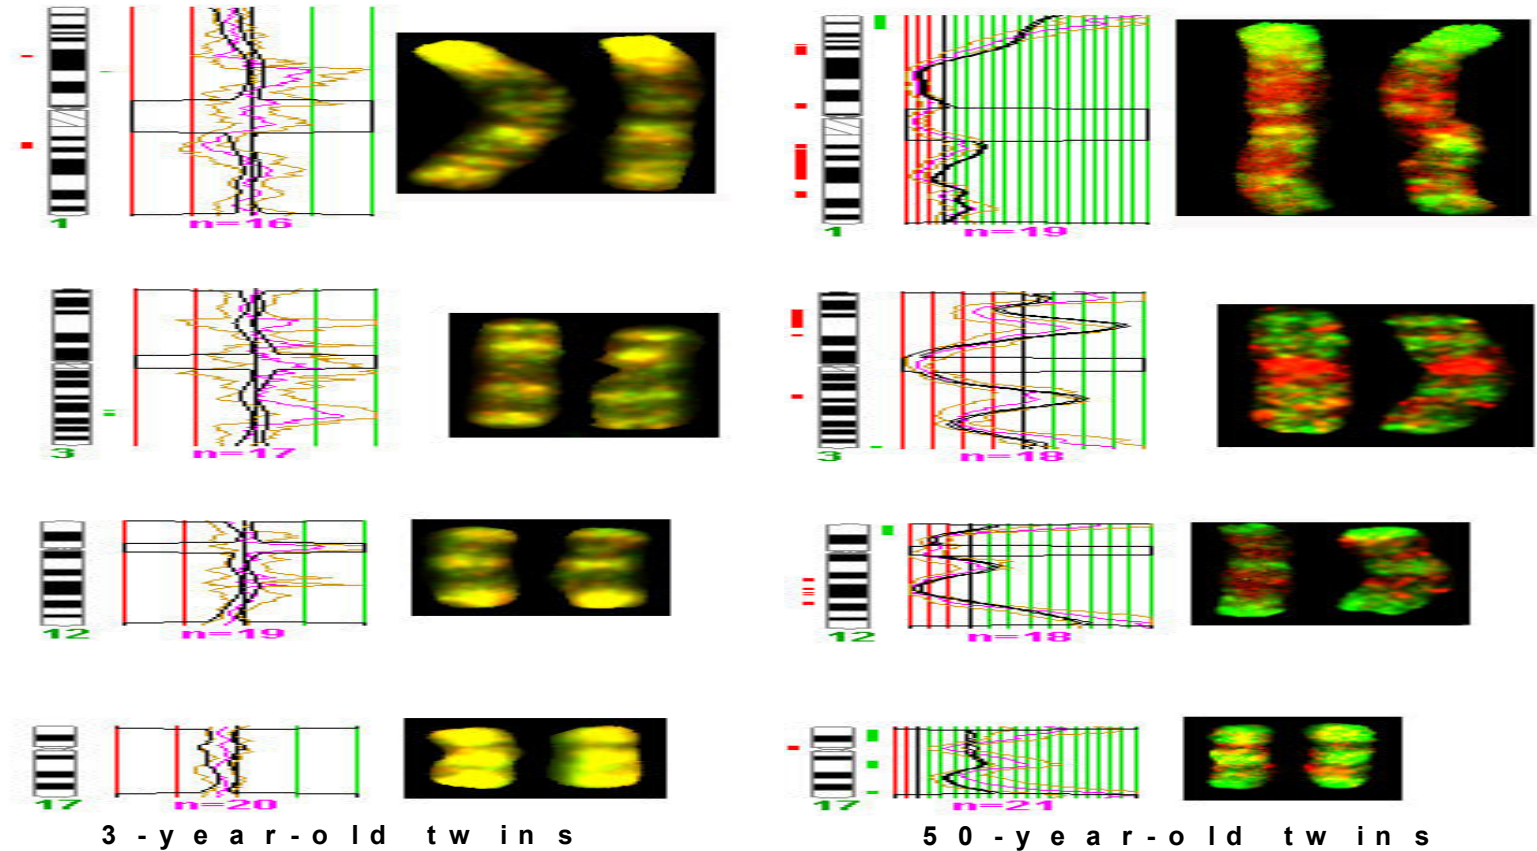 1 n=16 1 n=19
3 n=17 3 n=18
12 n=19 12 n=18
17 n=20 17 n=21
3-year-old twins 50-year-old twins